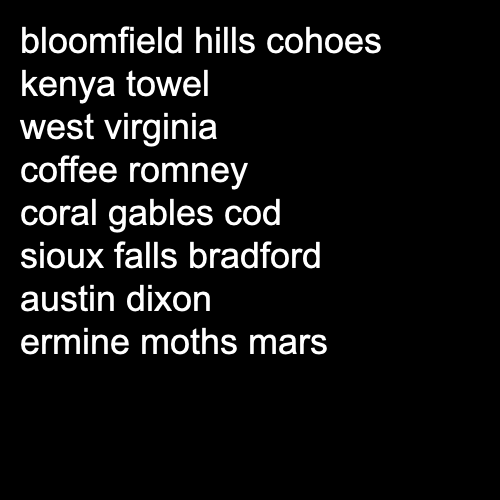 bloomfield hills cohoes
kenya towel
west virginia
coffee romney
coral gables cod
sioux falls bradford
austin dixon
ermine moths mars